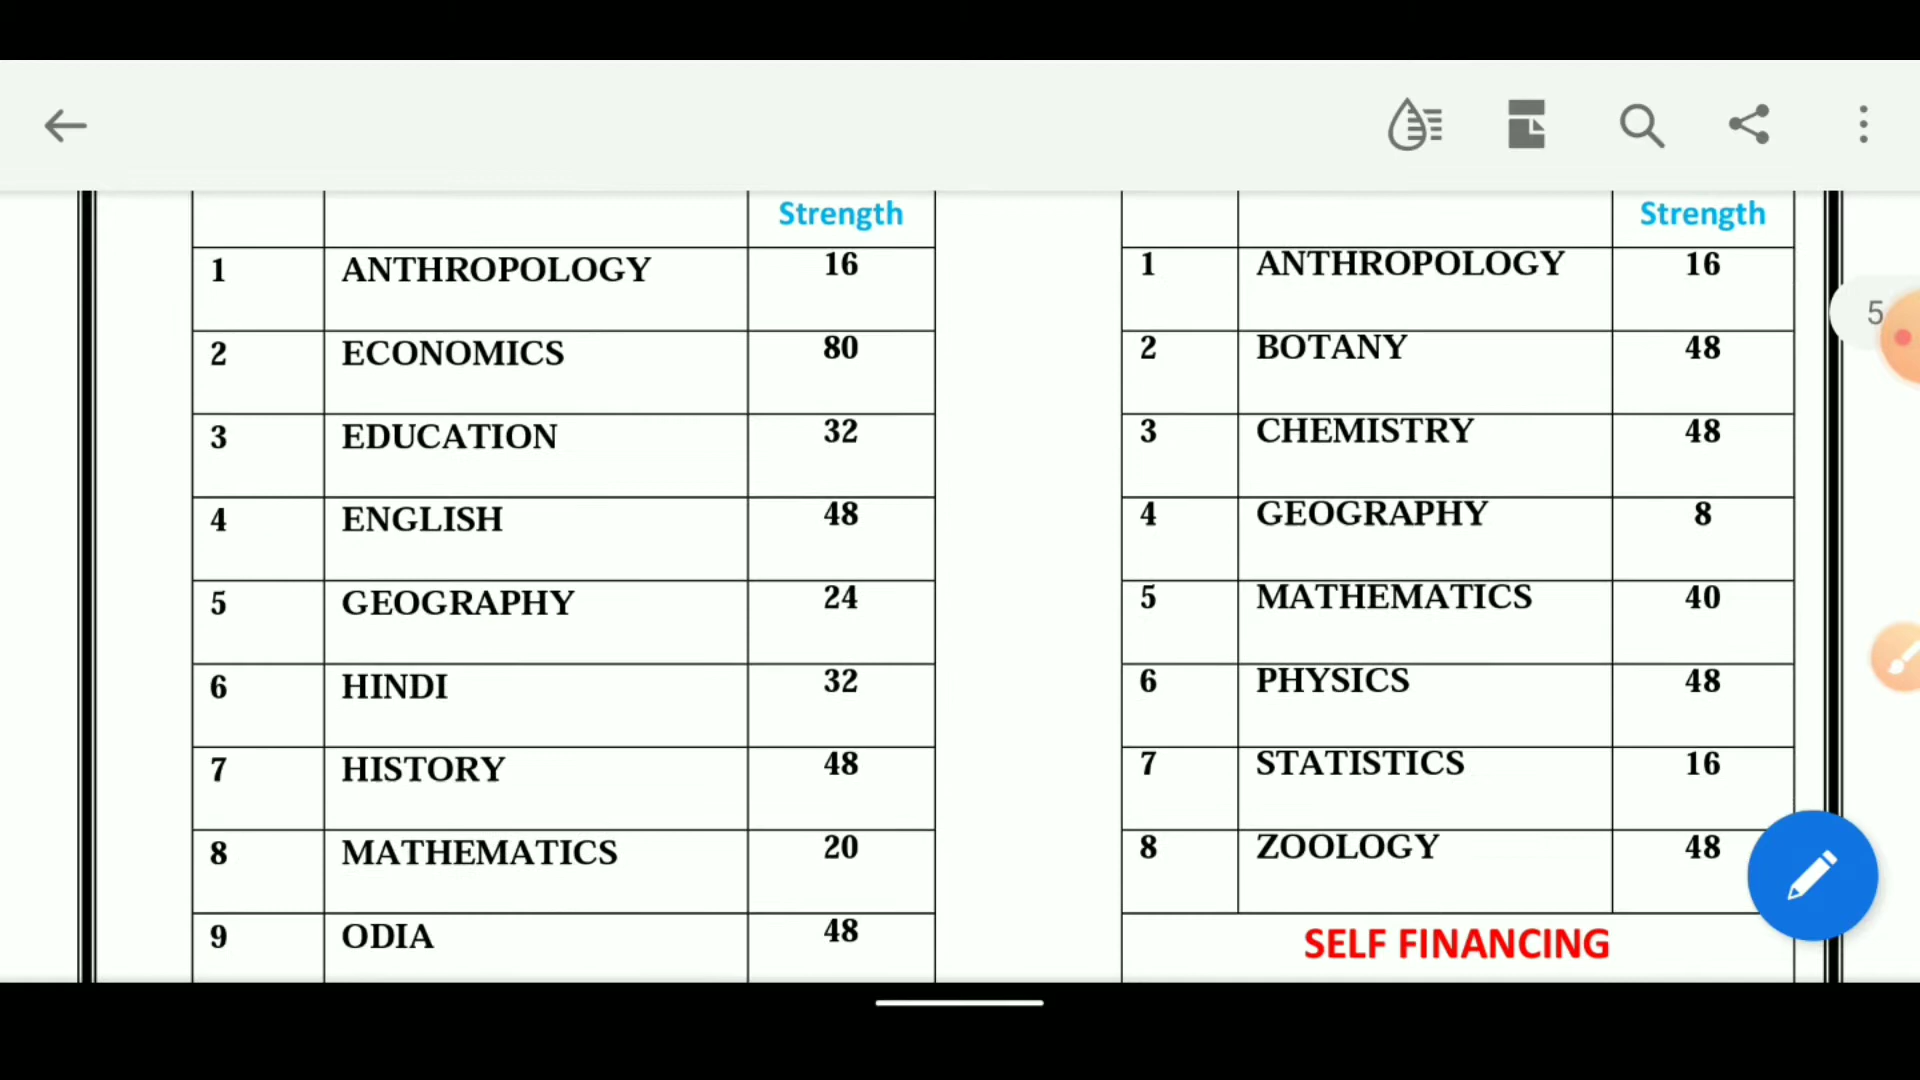 Strength
1 ANTHROPOLOGY 16
2 ECONOMICS 80
3 EDUCATION 32
4 ENGLISH 48
5 GEOGRAPHY 24
6 HINDI 32
7 HISTORY 48
8 MATHEMATICS 20
9 ODIA 48
Strength
1 ANTHROPOLOGY 16
2 BOTANY 48
3 CHEMISTRY 48
4 GEOGRAPHY 8
5 MATHEMATICS 40
6 PHYSICS 48
7 STATISTICS 16
8 ZOOLOGY 48
SELF FINANCING
5